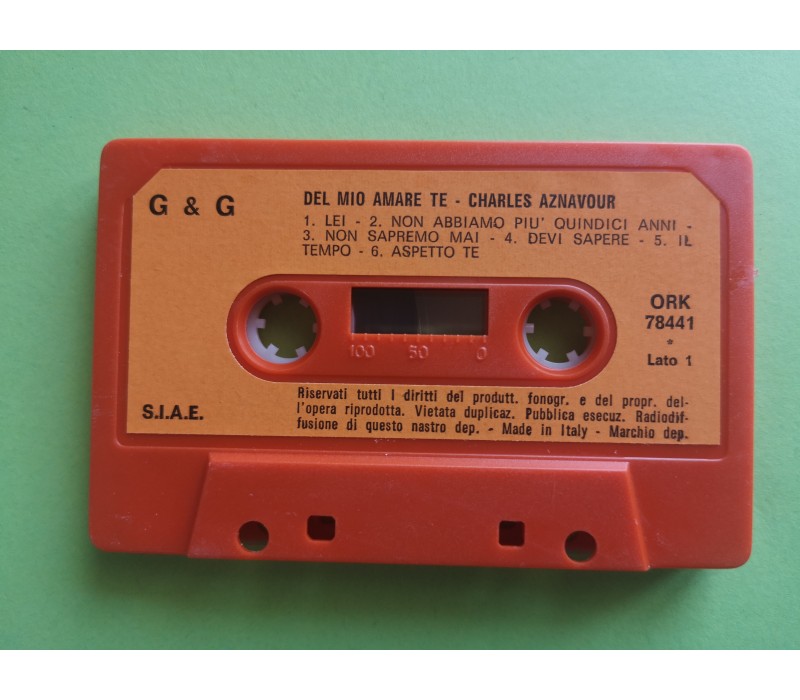 G & G
DEL MIO AMARE TE - CHARLES AZNAVOUR
1. LEI - 2. NON ABBIAMO PIU' QUINDICI ANNI -
3. NON SAPREMO MAI - 4. DEVI SAPERE - 5. IL
TEMPO - 6. ASPETTO TE
ORK
78441
*
Lato 1
100 50 0
S.I.A.E.
Riservati tutti i diritti dei produtt. fonogr. e del propr. del-
l'opera riprodotta. Vietata duplicaz. Pubblica esecuz. Radiodif-
fusione di questo nastro dep. - Made in Italy - Marchio dep.